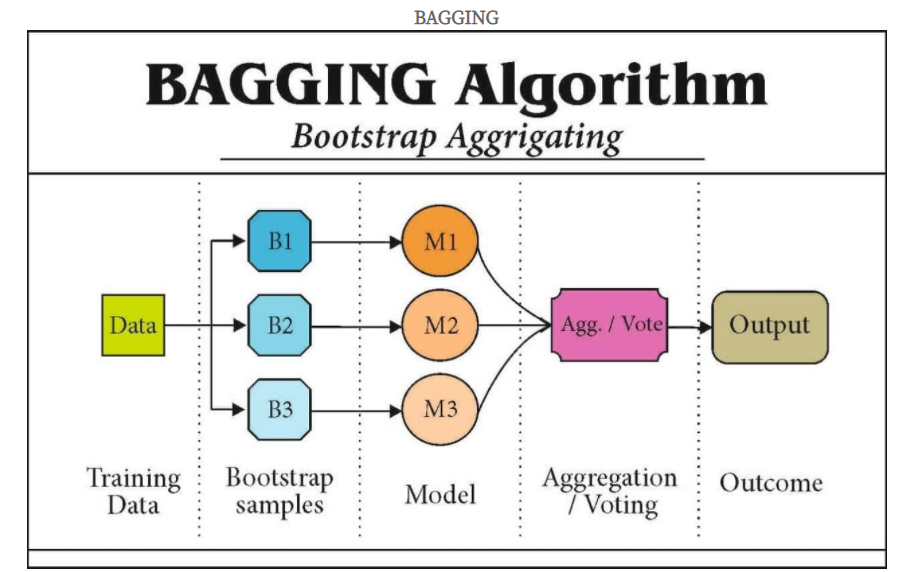 BAGGING
BAGGING Algorithm
Bootstrap Aggrigating
B1
M1
Data
B2
M2
Agg. / Vote
Output
B3
M3
Training
Data
Bootstrap
samples
Model
Aggregation
/ Voting
Outcome